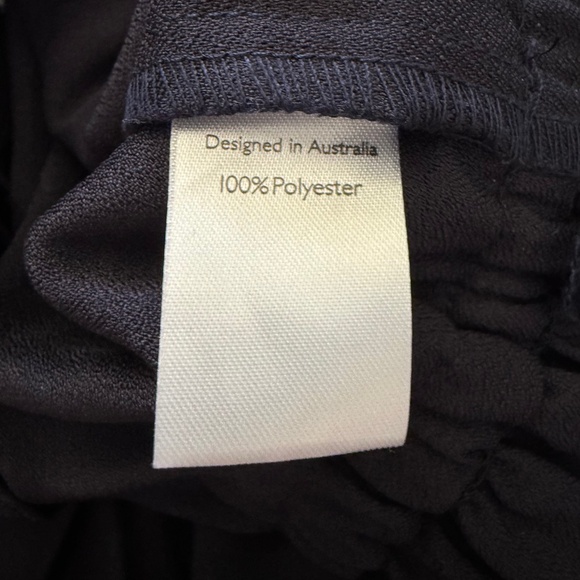 Designed in Australia
100% Polyester